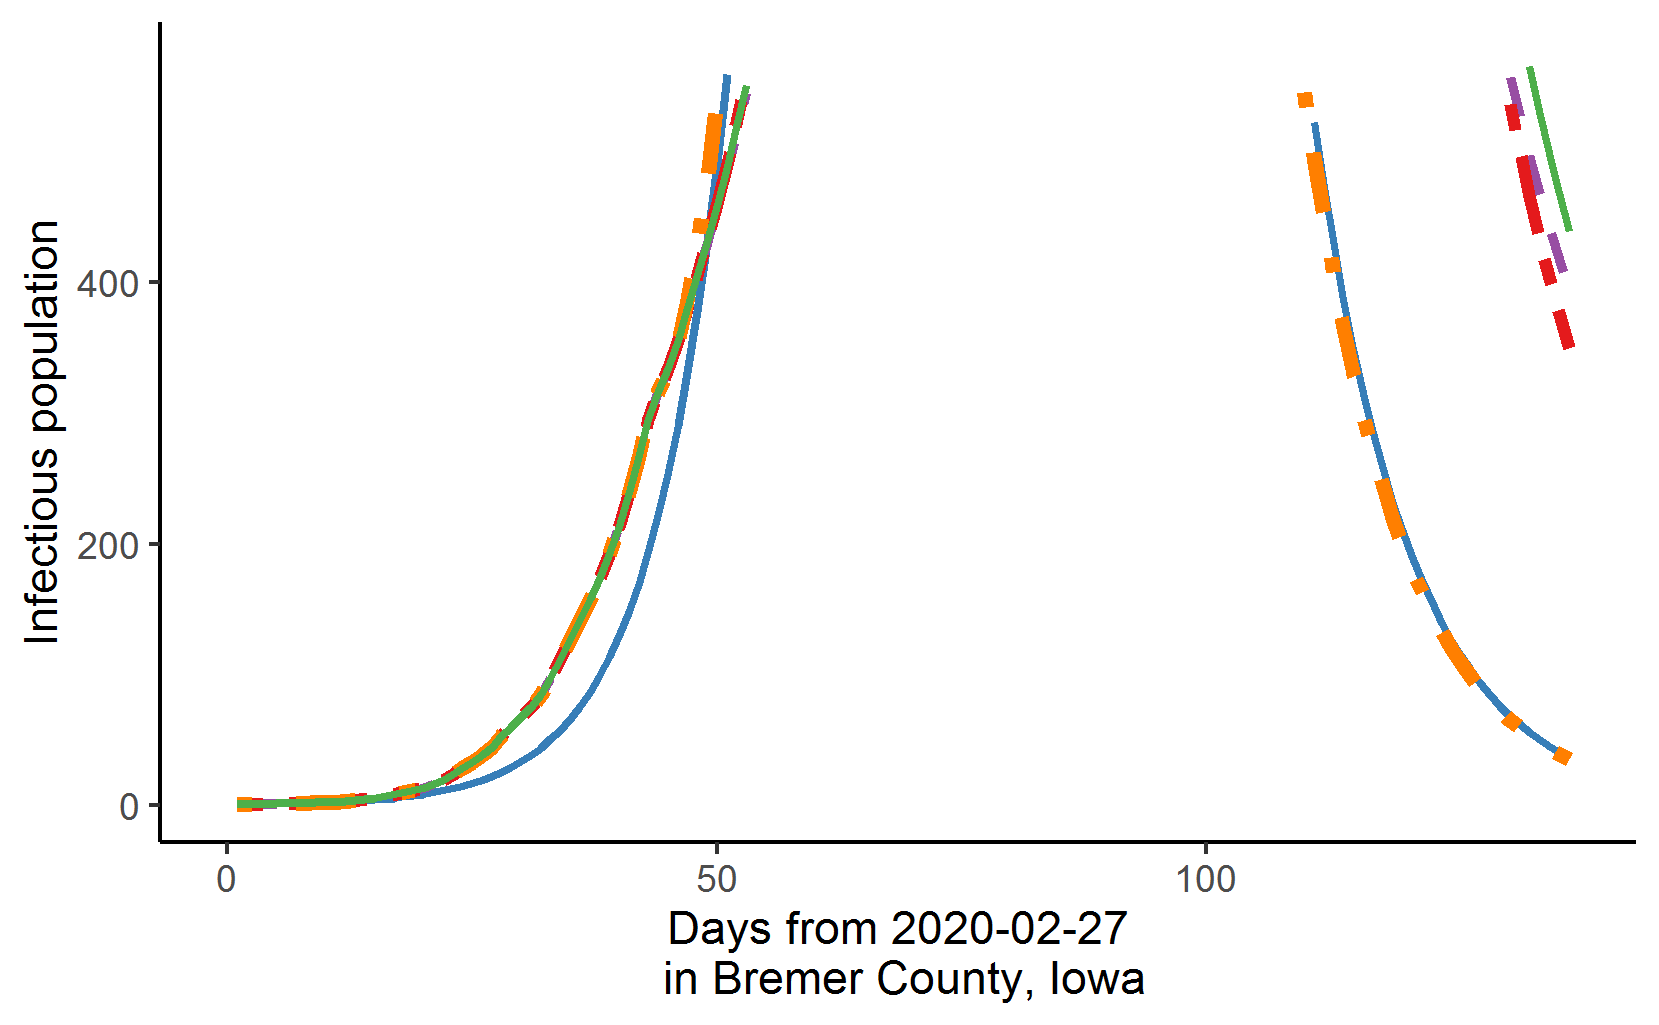 Infectious population
400
200
0
0
50
100
Days from 2020-02-27
in Bremer County, Iowa